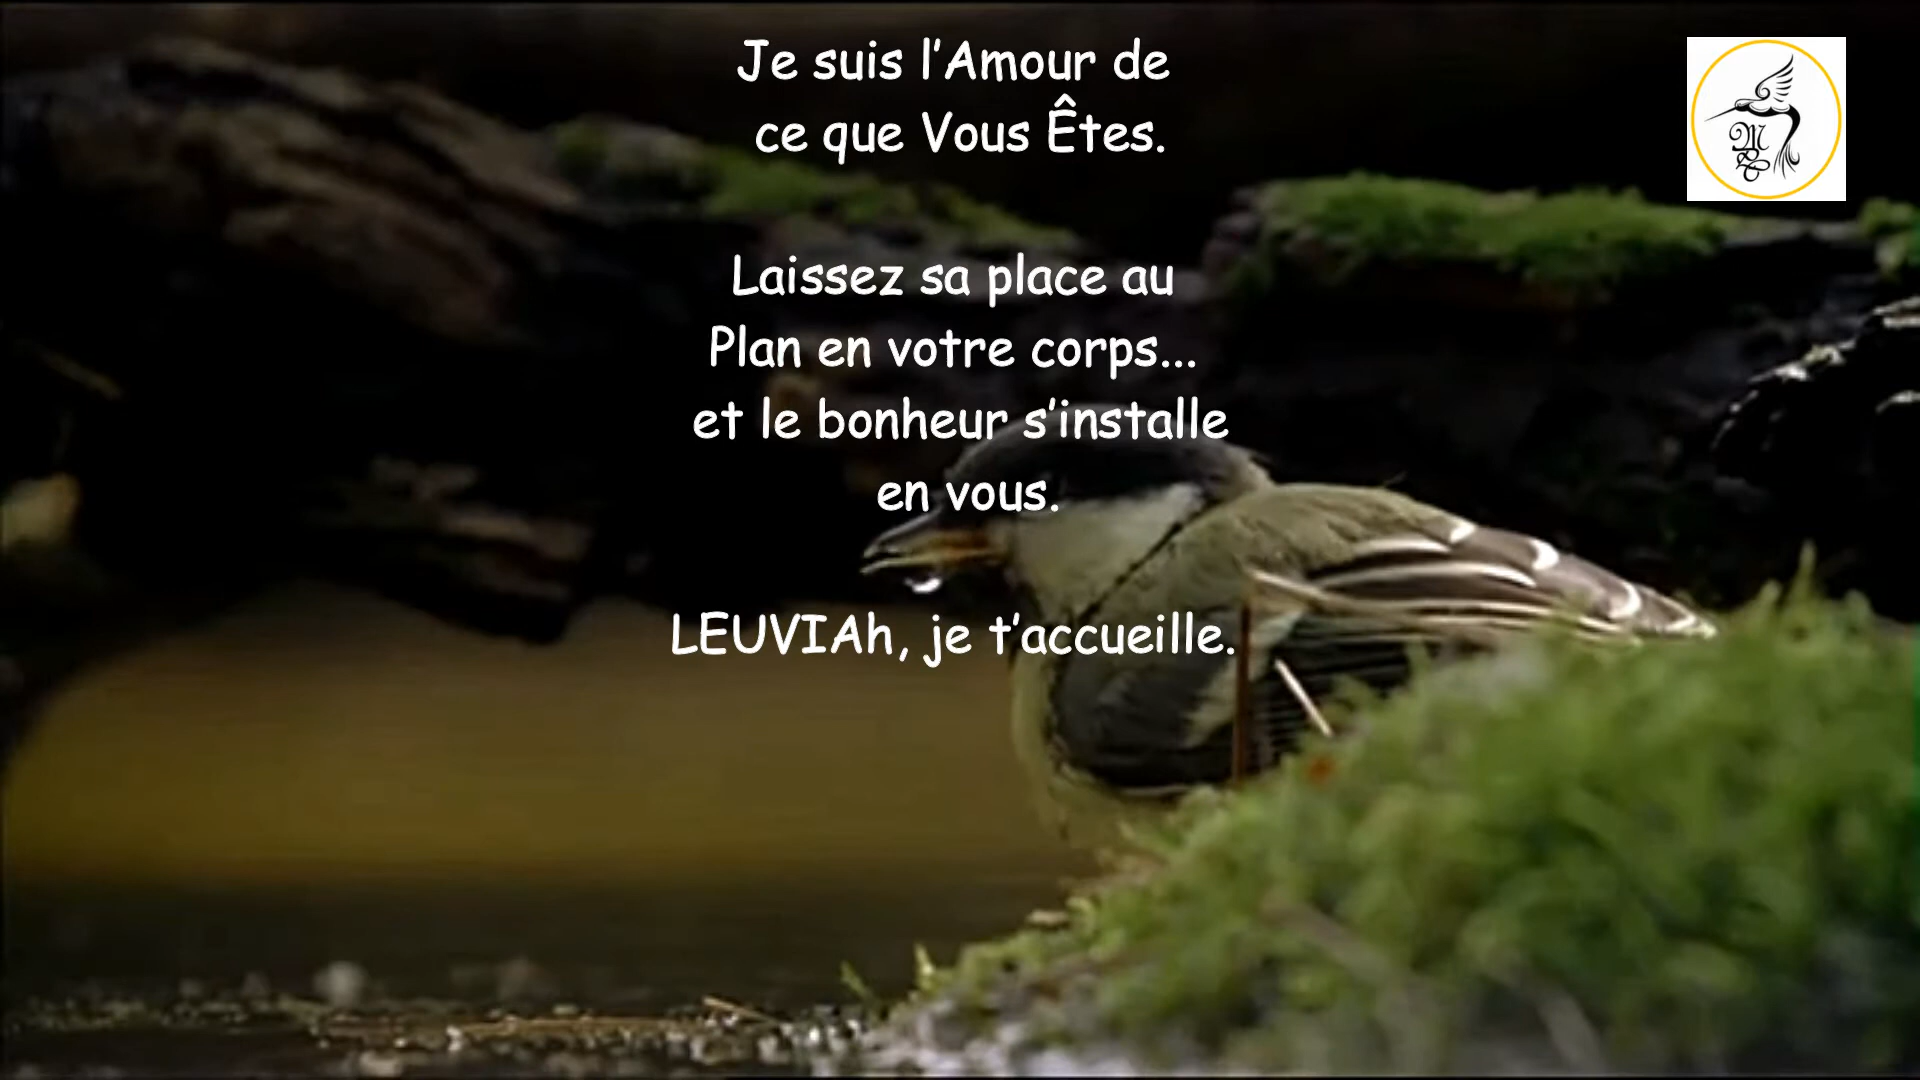 Je suis l’Amour de
ce que Vous Êtes.
Laissez sa place au
Plan en votre corps...
et le bonheur s’installe
en vous.
LEUVIAh, je t’accueille.